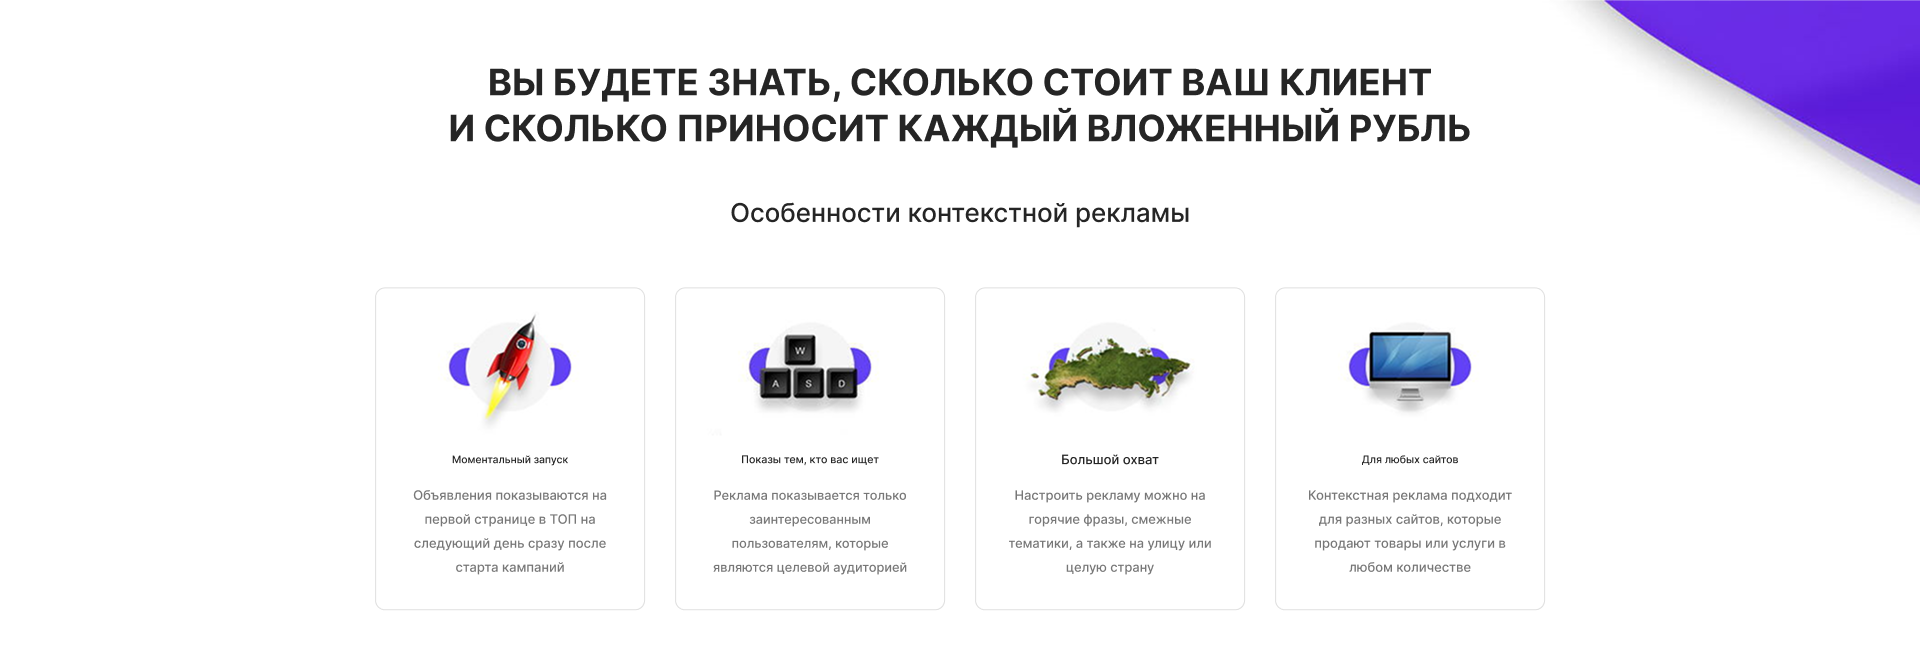 ВЫ БУДЕТЕ ЗНАТЬ, СКОЛЬКО СТОИТ ВАШ КЛИЕНТ
И СКОЛЬКО ПРИНОСИТ КАЖДЫЙ ВЛОЖЕННЫЙ РУБЛЬ
Особенности контекстной рекламы
Моментальный запуск
Объявления показываются на
первой странице в ТОП на
следующий день сразу после
старта кампаний
W
A S D
Показы тем, кто вас ищет
Реклама показывается только
заинтересованным
пользователям, которые
являются целевой аудиторией
Большой охват
Настроить рекламу можно на
горячие фразы, смежные
тематики, а также на улицу или
целую страну
Для любых сайтов
Контекстная реклама подходит
для разных сайтов, которые
продают товары или услуги в
любом количестве